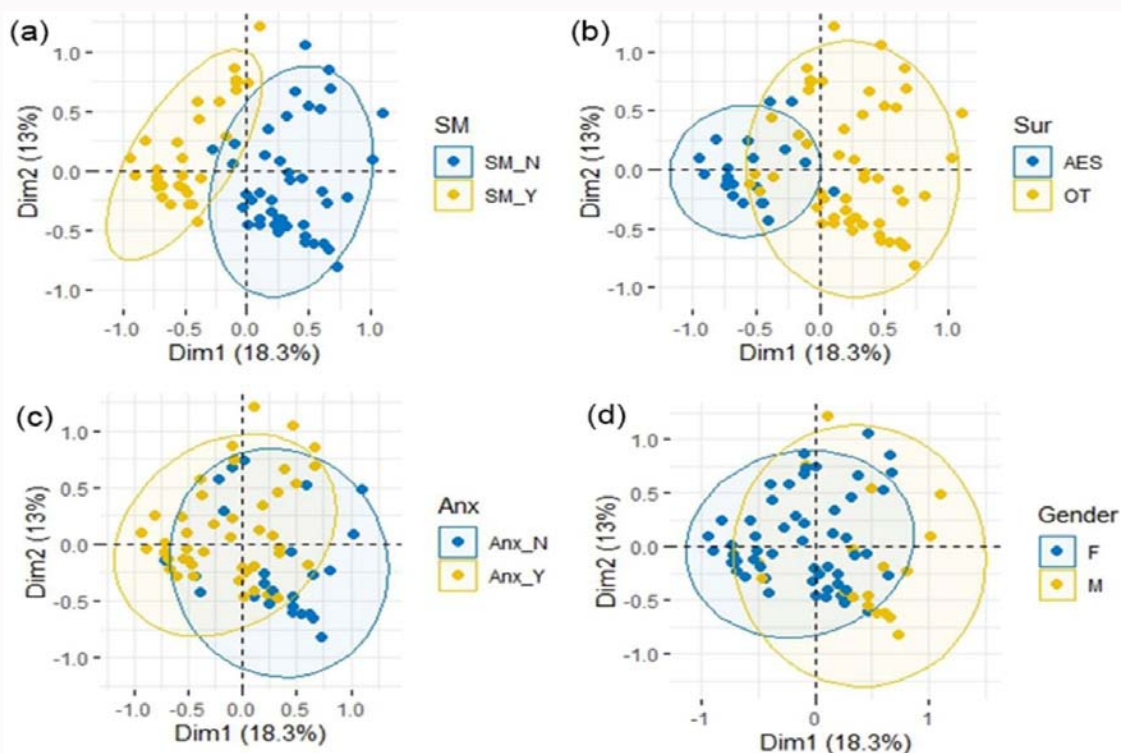 (a)
1.0
0.5
0.0
-0.5
-1.0
Dim2 (13%)
-1.0 -0.5 0.0 0.5 1.0
Dim1 (18.3%)
SM
SM_N
SM_Y
(b)
1.0
0.5
0.0
-0.5
-1.0
Dim2 (13%)
-1.0 -0.5 0.0 0.5 1.0
Dim1 (18.3%)
Sur
AES
OT
(c)
1.0
0.5
0.0
-0.5
-1.0
Dim2 (13%)
-1.0 -0.5 0.0 0.5 1.0
Dim1 (18.3%)
Anx
Anx_N
Anx_Y
(d)
1.0
0.5
0.0
-0.5
-1.0
Dim2 (13%)
-1 0 1
Dim1 (18.3%)
Gender
F
M